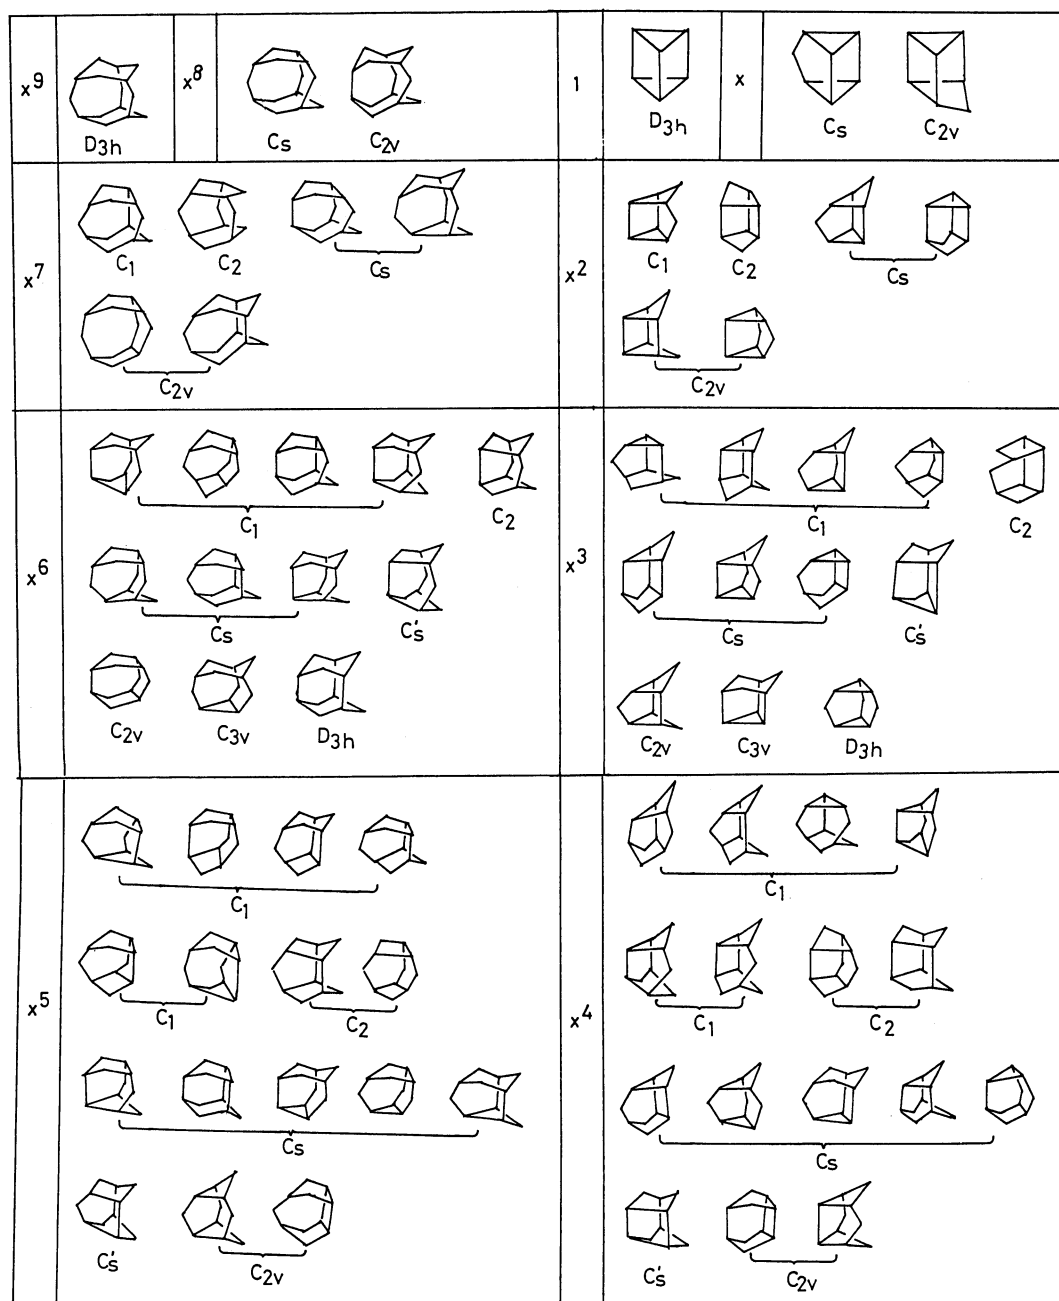 x⁹ D₃ₕ x⁸ Cₛ C₂ᵥ
1 D₃ₕ x Cₛ C₂ᵥ
x⁷ C₁ C₂ Cₛ
C₂ᵥ
x² C₁ C₂ Cₛ
C₂ᵥ
x⁶ C₁ C₂
Cₛ C'ₛ
C₂ᵥ C₃ᵥ D₃ₕ
x³ C₁ C₂
Cₛ C'ₛ
C₂ᵥ C₃ᵥ D₃ₕ
x⁵ C₁
C₁ C₂
Cₛ
C'ₛ C₂ᵥ
x⁴ C₁
C₁ C₂
Cₛ
C'ₛ C₂ᵥ